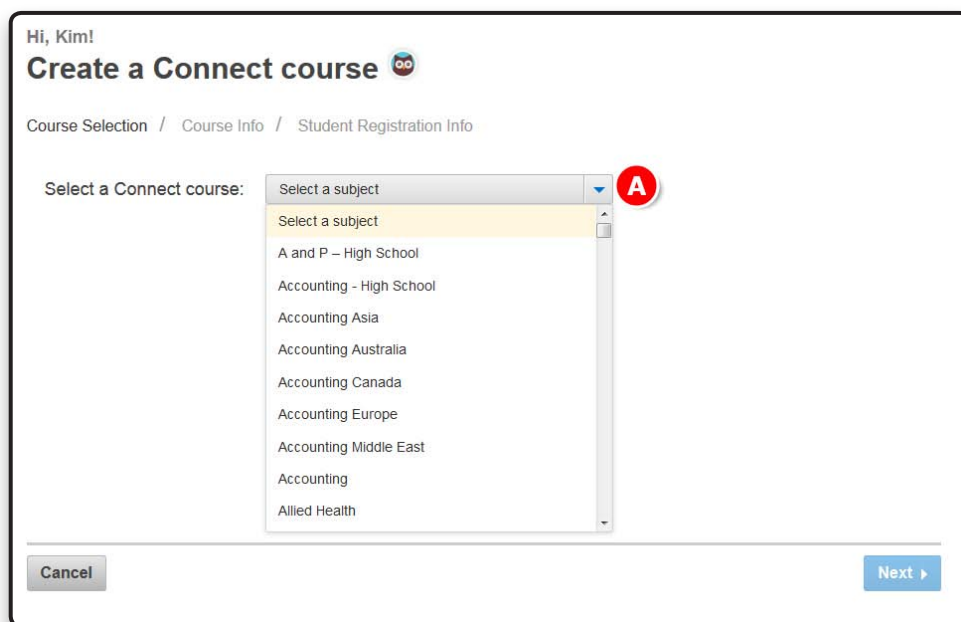 Hi, Kim!
Create a Connect course
Course Selection / Course Info / Student Registration Info
Select a Connect course: Select a subject A
Select a subject
A and P – High School
Accounting - High School
Accounting Asia
Accounting Australia
Accounting Canada
Accounting Europe
Accounting Middle East
Accounting
Allied Health
Cancel Next